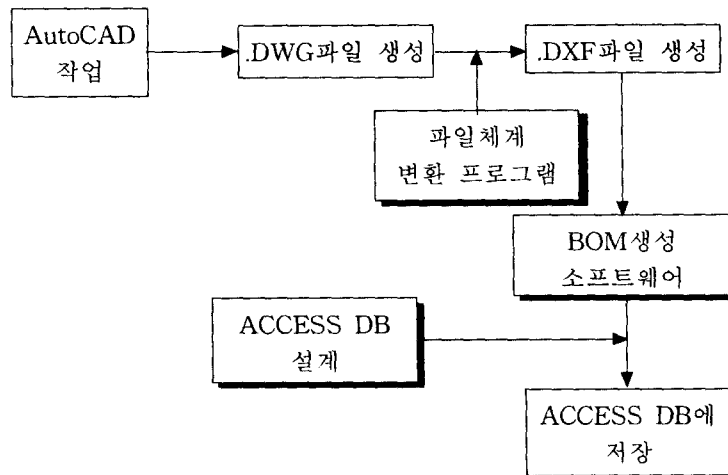 AutoCAD
작업
.DWG파일 생성
.DXF파일 생성
파일체계
변환 프로그램
BOM생성
소프트웨어
ACCESS DB
설계
ACCESS DB에
저장